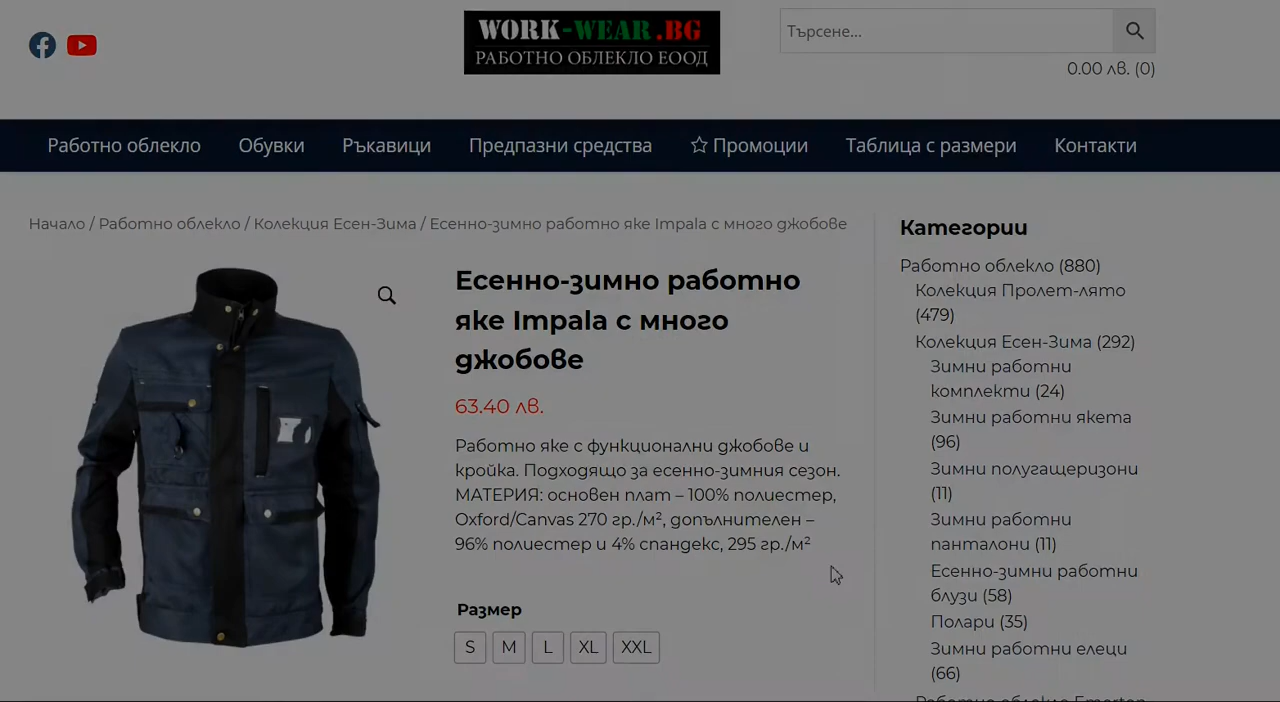 WORK-WEAR.BG
РАБОТНО ОБЛЕКЛО ЕООД
Търсене...
0.00 лв. (0)
Работно облекло
Обувки
Ръкавици
Предпазни средства
Промоции
Таблица с размери
Контакти
Начало / Работно облекло / Колекция Есен-Зима / Есенно-зимно работно яке Impala с много джобове
Есенно-зимно работно
яке Impala с много
джобове
63.40 лв.
Работно яке с функционални джобове и
кройка. Подходящо за есенно-зимния сезон.
МАТЕРИЯ: основен плат – 100% полиестер,
Oxford/Canvas 270 гр./м², допълнителен –
96% полиестер и 4% спандекс, 295 гр./м²
Размер
S
M
L
XL
XXL
Категории
Работно облекло (880)
Колекция Пролет-лято
(479)
Колекция Есен-Зима (292)
Зимни работни
комплекти (24)
Зимни работни якета
(96)
Зимни полугащеризони
(11)
Зимни работни
панталони (11)
Есенно-зимни работни
блузи (58)
Полари (35)
Зимни работни елеци
(66)
Работно облекло Emerton